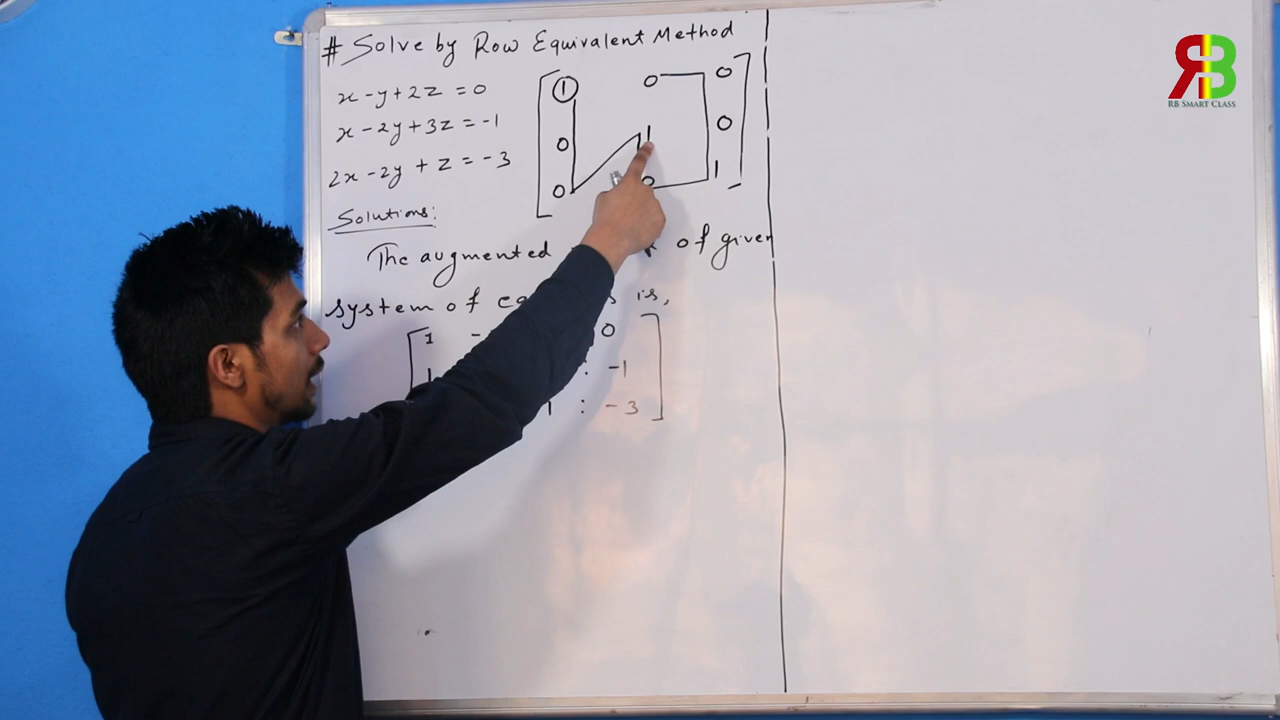 # Solve by Row Equivalent Method
x - y + 2z = 0
x - 2y + 3z = -1
2x - 2y + z = -3
1 0 0
0 1 0
0 0 1
Solutions:
The augmented of given
system of is,
1 - 0
1 : -1
1 : -3
RB
RB SMART CLASS